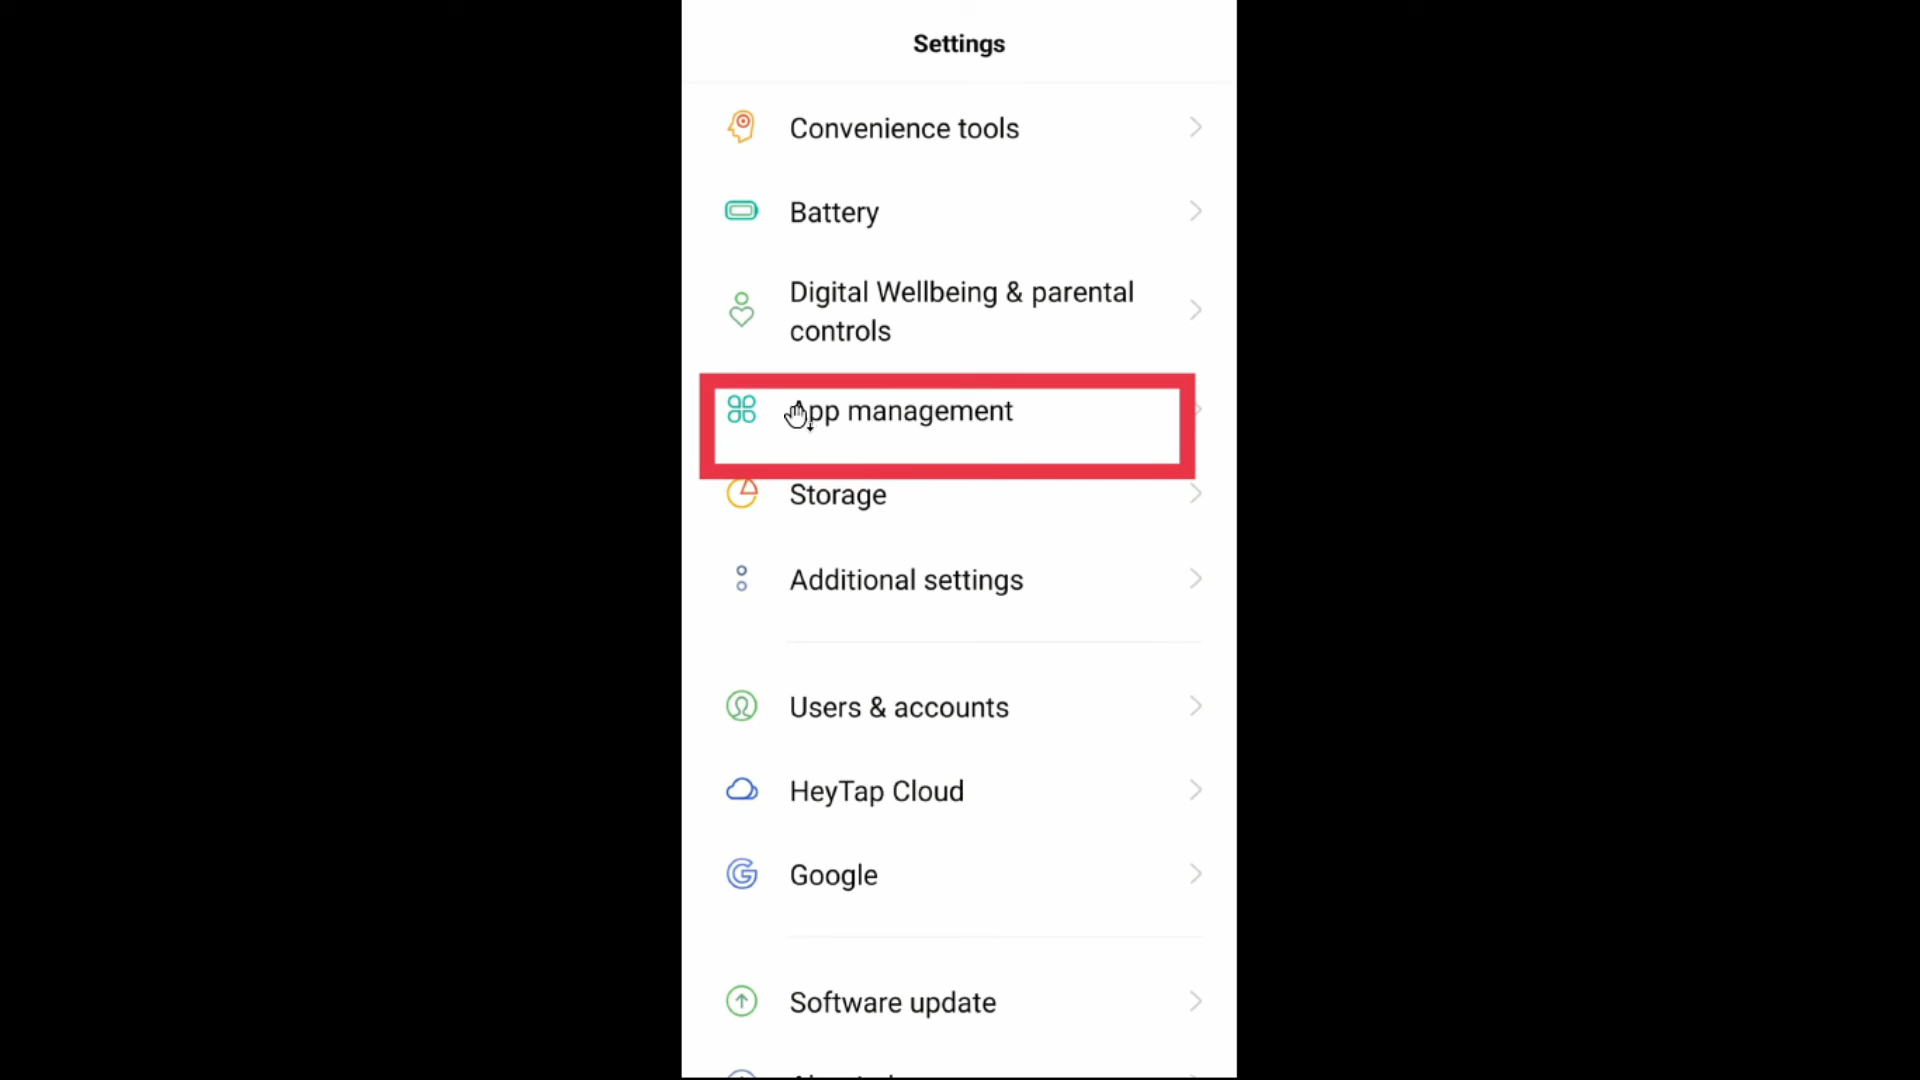 Settings
Convenience tools
Battery
Digital Wellbeing & parental
controls
App management
Storage
Additional settings
Users & accounts
HeyTap Cloud
Google
Software update